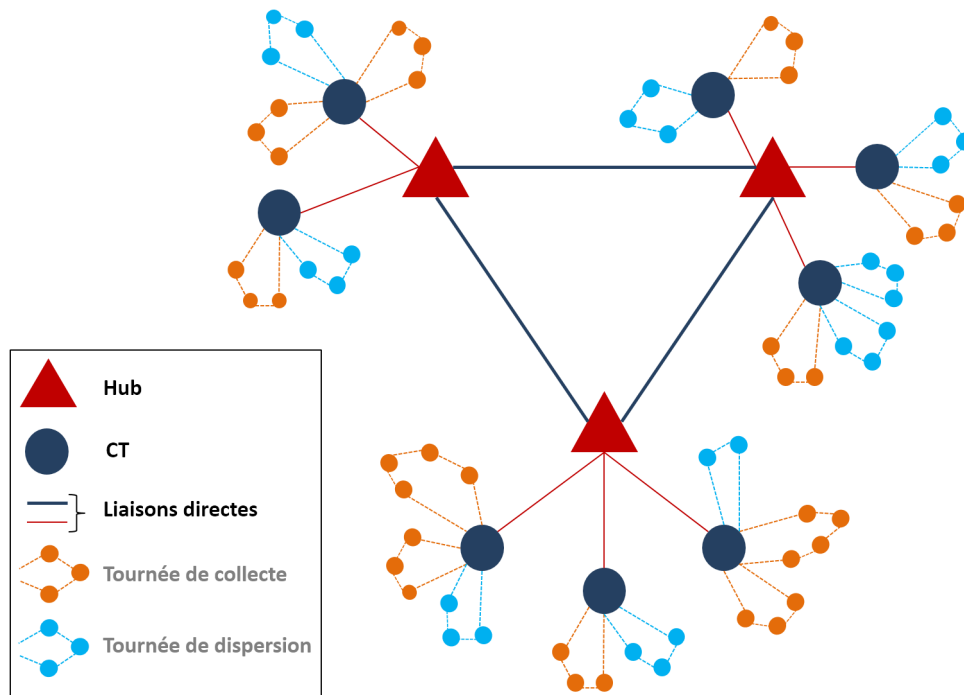 Hub
CT
Liaisons directes
Tournée de collecte
Tournée de dispersion